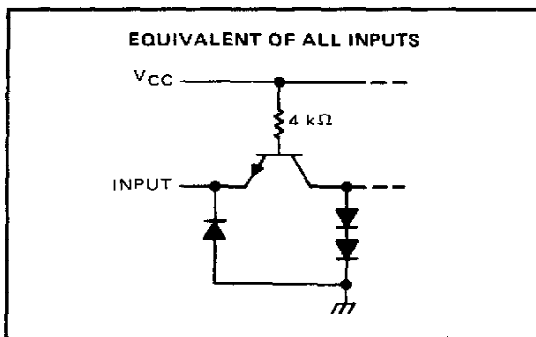 EQUIVALENT OF ALL INPUTS
VCC
4 kΩ
INPUT